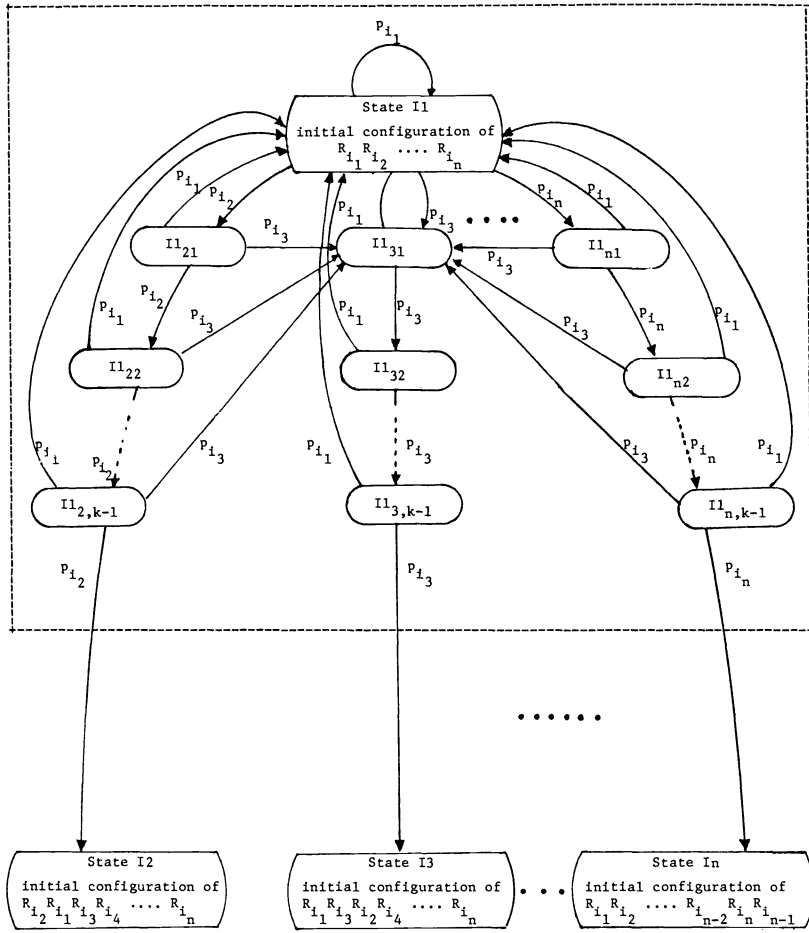 P_{i_1}
State I1
initial configuration of
R_{i_1} R_{i_2} .... R_{i_n}
P_{i_1}
P_{i_2}
P_{i_1}
P_{i_3}
P_{i_n}
P_{i_1}
I1_{21}
P_{i_3}
I1_{31}
P_{i_3}
I1_{n1}
P_{i_2}
P_{i_1}
P_{i_3}
P_{i_1}
P_{i_3}
P_{i_3}
P_{i_n}
P_{i_1}
I1_{22}
I1_{32}
I1_{n2}
P_{i_1}
P_{i_2}
P_{i_3}
P_{i_1}
P_{i_3}
P_{i_3}
P_{i_n}
P_{i_1}
I1_{2,k-1}
I1_{3,k-1}
I1_{n,k-1}
P_{i_2}
P_{i_3}
P_{i_n}
State I2
initial configuration of
R_{i_2} R_{i_1} R_{i_3} R_{i_4} .... R_{i_n}
State I3
initial configuration of
R_{i_1} R_{i_3} R_{i_2} R_{i_4} .... R_{i_n}
State In
initial configuration of
R_{i_1} R_{i_2} .... R_{i_{n-2}} R_{i_n} R_{i_{n-1}}